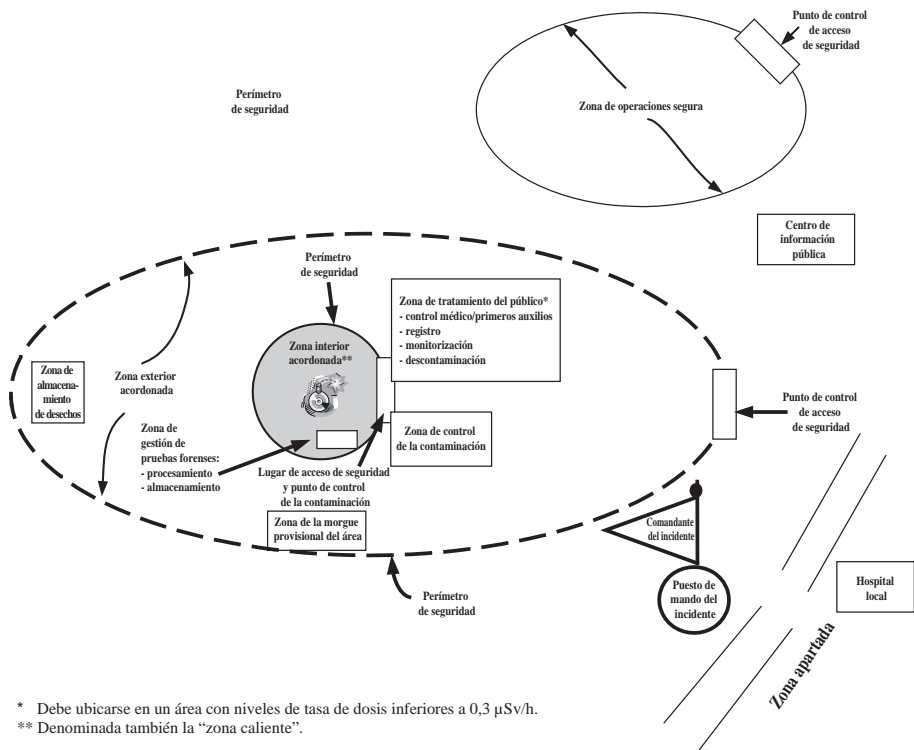 Punto de control
de acceso
de seguridad
Perímetro
de seguridad
Zona de operaciones segura
Centro de
información
pública
Perímetro
de seguridad
Zona de tratamiento del público*
- control médico/primeros auxilios
- registro
- monitorización
- descontaminación
Zona interior
acordonada**
Zona de
almacena-
miento
de desechos
Zona exterior
acordonada
Punto de control
de acceso
de seguridad
Zona de
gestión de
pruebas forenses:
- procesamiento
- almacenamiento
Zona de control
de la contaminación
Lugar de acceso de seguridad
y punto de control
de la contaminación
Zona de la morgue
provisional del área
Comandante
del incidente
Puesto de
mando del
incidente
Hospital
local
Perímetro
de seguridad
Zona apartada
* Debe ubicarse en un área con niveles de tasa de dosis inferiores a 0,3 µSv/h.
** Denominada también la “zona caliente”.